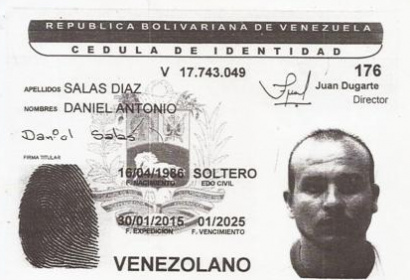 REPUBLICA BOLIVARIANA DE VENEZUELA
CEDULA DE IDENTIDAD
V 17.743.049
176
Juan Dugarte
Director
APELLIDOS SALAS DIAZ
NOMBRES DANIEL ANTONIO
Daniel Salas
FIRMA TITULAR
16/04/1986 SOLTERO
F. NACIMIENTO EDO CIVIL
30/01/2015 01/2025
F. EXPEDICION F. VENCIMIENTO
VENEZOLANO